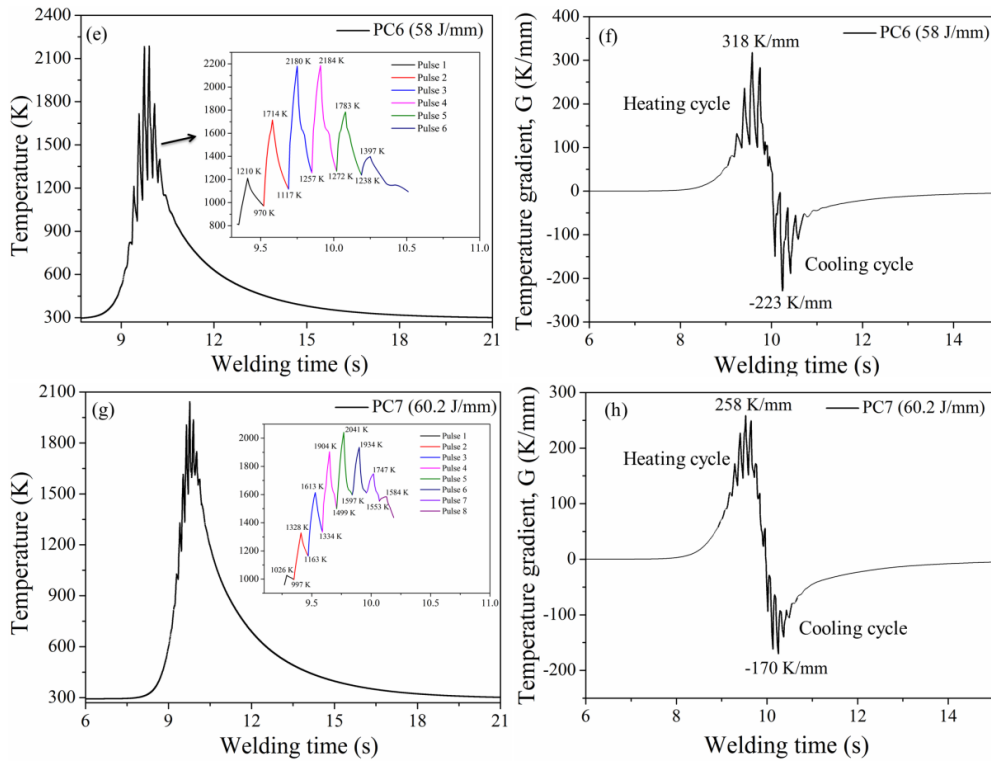 (e)
PC6 (58 J/mm)
Temperature (K)
2400
2100
1800
1500
1200
900
600
300
9
12
15
18
21
Welding time (s)
2200
2000
1800
1600
1400
1200
1000
800
9.5
10.0
10.5
11.0
Pulse 1
Pulse 2
Pulse 3
Pulse 4
Pulse 5
Pulse 6
2180 K
2184 K
1714 K
1783 K
1210 K
1397 K
970 K
1117 K
1257 K
1272 K
1238 K
(f)
PC6 (58 J/mm)
Temperature gradient, G (K/mm)
400
300
200
100
0
-100
-200
-300
6
8
10
12
14
Welding time (s)
318 K/mm
Heating cycle
Cooling cycle
-223 K/mm
(g)
PC7 (60.2 J/mm)
Temperature (K)
2100
1800
1500
1200
900
600
300
6
9
12
15
18
21
Welding time (s)
2000
1800
1600
1400
1200
1000
9.5
10.0
10.5
11.0
Pulse 1
Pulse 2
Pulse 3
Pulse 4
Pulse 5
Pulse 6
Pulse 7
Pulse 8
2041 K
1904 K
1934 K
1747 K
1613 K
1597 K
1584 K
1553 K
1499 K
1328 K
1334 K
1163 K
1026 K
997 K
(h)
PC7 (60.2 J/mm)
Temperature gradient, G (K/mm)
300
200
100
0
-100
-200
6
8
10
12
14
Welding time (s)
258 K/mm
Heating cycle
Cooling cycle
-170 K/mm